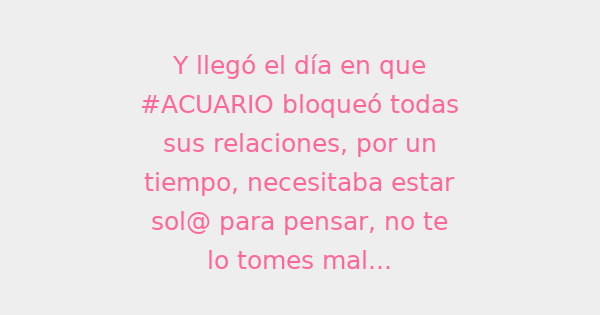 Y llegó el día en que
#ACUARIO bloqueó todas
sus relaciones, por un
tiempo, necesitaba estar
sol@ para pensar, no te
lo tomes mal...